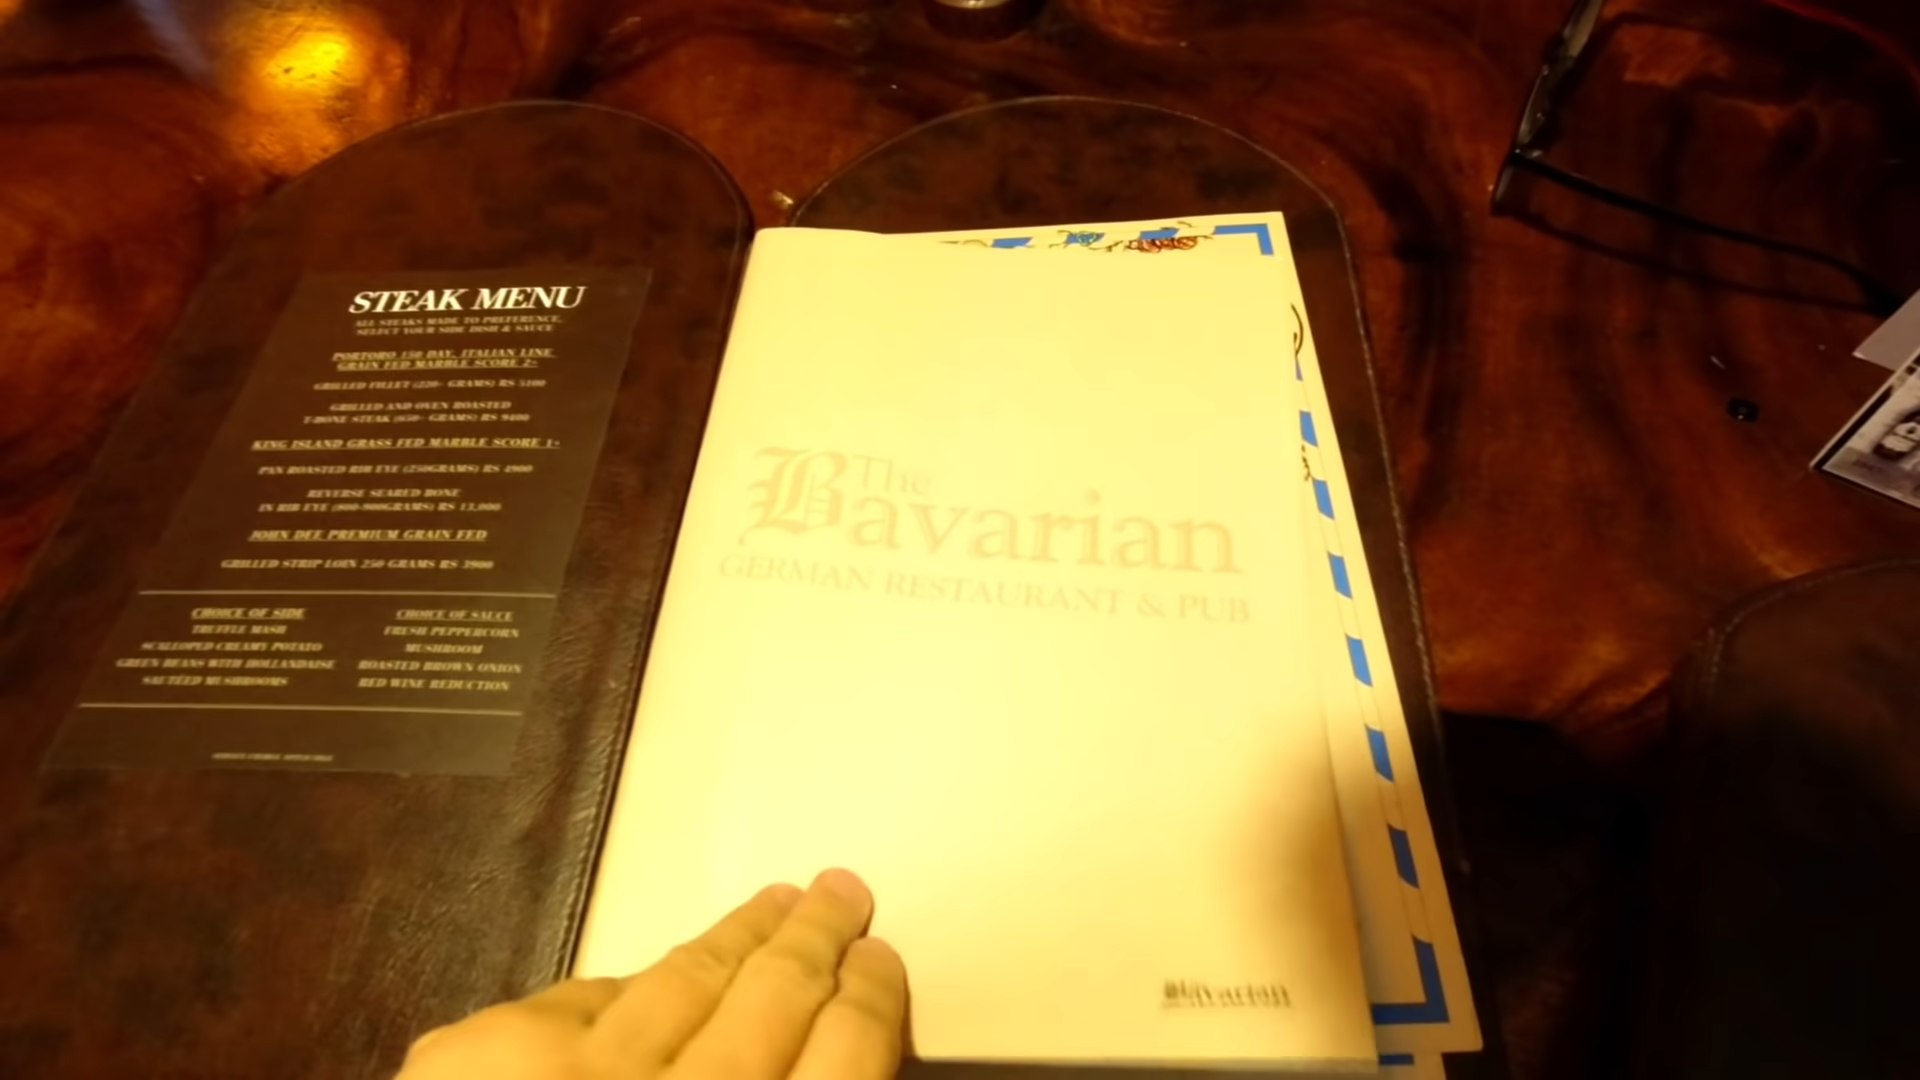 STEAK MENU
ALL STEAKS MADE TO PREFERENCE,
SELECT YOUR SIDE DISH & SAUCE
PORTORO 150 DAY, ITALIAN LINE
GRAIN FED MARBLE SCORE 2+
GRILLED FILLET (220+ GRAMS) RS 5100
GRILLED AND OVEN ROASTED
T-BONE STEAK (650+ GRAMS) RS 9400
KING ISLAND GRASS FED MARBLE SCORE 1+
PAN ROASTED RIB EYE (250GRAMS) RS 4900
REVERSE SEARED BONE
IN RIB EYE (800-900GRAMS) RS 13,000
JOHN DEE PREMIUM GRAIN FED
GRILLED STRIP LOIN 250 GRAMS RS 3900
CHOICE OF SIDE
TRUFFLE MASH
SCALLOPED CREAMY POTATO
GREEN BEANS WITH HOLLANDAISE
SAUTÉED MUSHROOMS
CHOICE OF SAUCE
FRESH PEPPERCORN
MUSHROOM
ROASTED BROWN ONION
RED WINE REDUCTION
SERVICE CHARGE APPLICABLE
The
Bavarian
GERMAN RESTAURANT & PUB
Bavarian